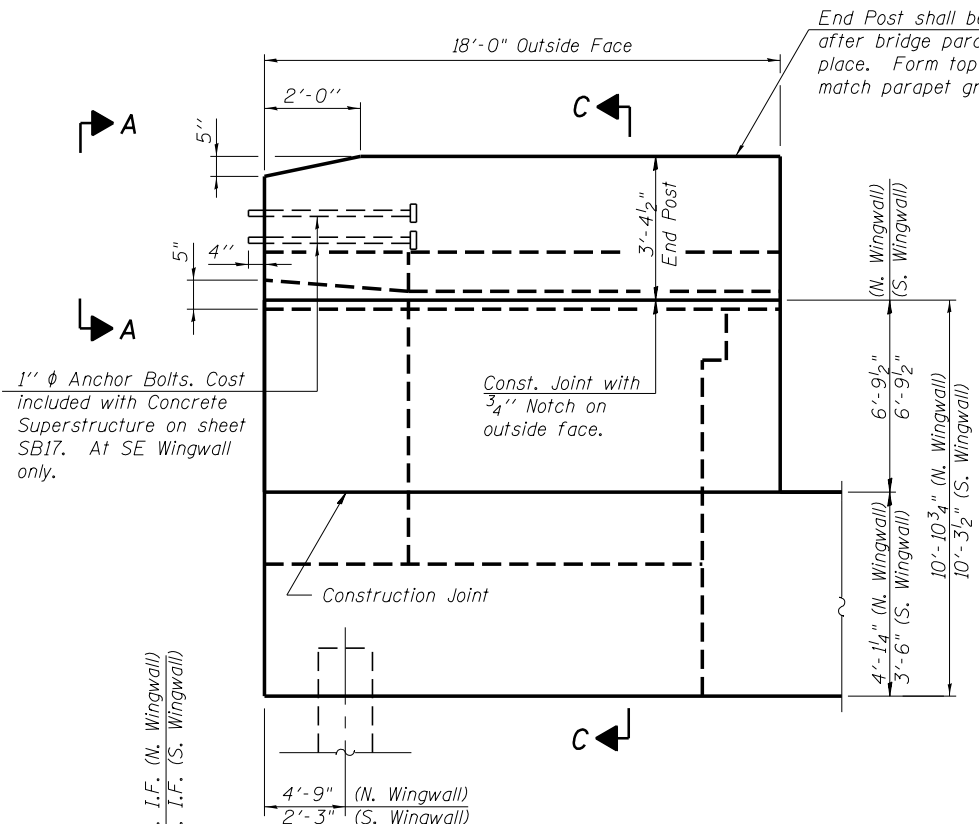 End Post shall be
after bridge para
place. Form top
match parapet gr
18'-0" Outside Face
2'-0"
C
A
5"
3'-4½"
End Post
(N. Wingwall)
(S. Wingwall)
5"
4"
A
1" ϕ Anchor Bolts. Cost
included with Concrete
Superstructure on sheet
SB17. At SE Wingwall
only.
Const. Joint with
¾" Notch on
outside face.
6'-9½"
6'-9½"
10'-10¾" (N. Wingwall)
10'-3½" (S. Wingwall)
Construction Joint
4'-1¼" (N. Wingwall)
3'-6" (S. Wingwall)
C
. I.F. (N. Wingwall)
. I.F. (S. Wingwall)
4'-9" (N. Wingwall)
2'-3" (S. Wingwall)